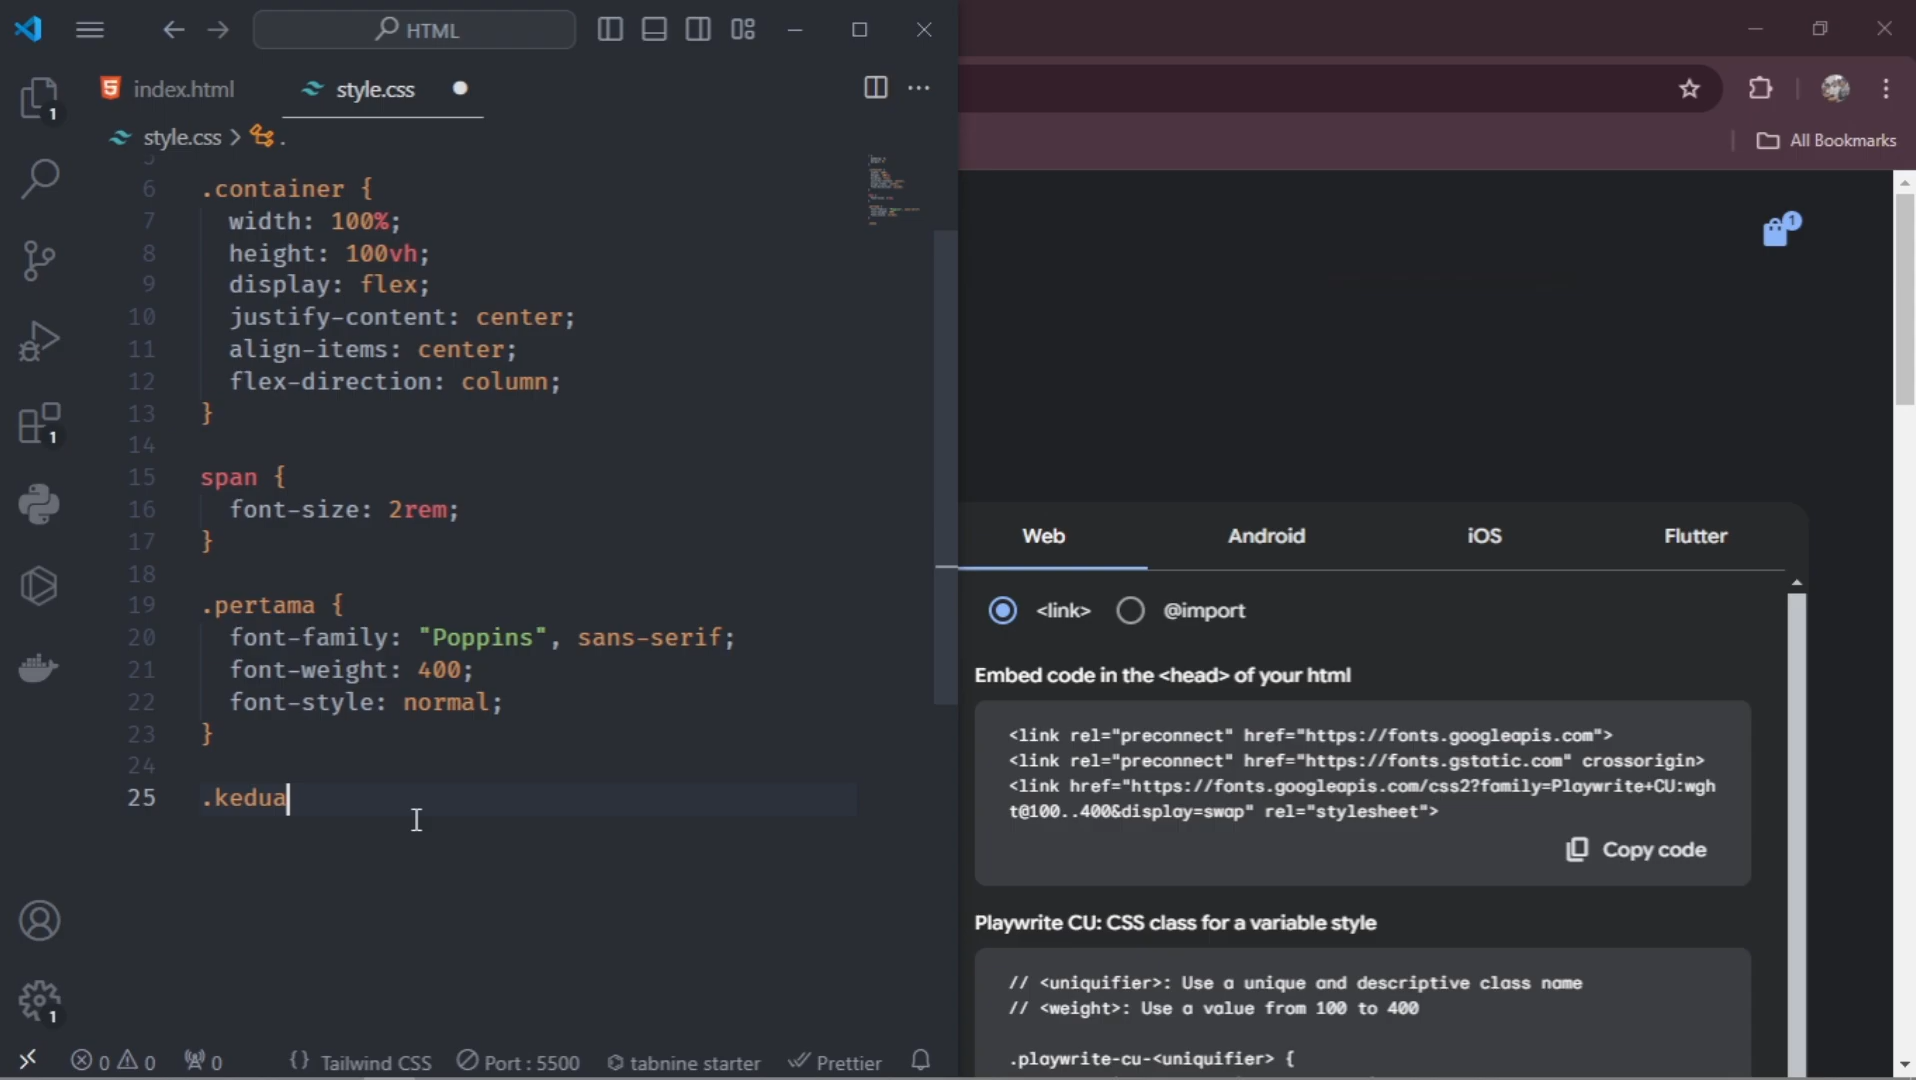 HTML
index.html
style.css
style.css > .
5
6 .container {
7 width: 100%;
8 height: 100vh;
9 display: flex;
10 justify-content: center;
11 align-items: center;
12 flex-direction: column;
13 }
14
15 span {
16 font-size: 2rem;
17 }
18
19 .pertama {
20 font-family: "Poppins", sans-serif;
21 font-weight: 400;
22 font-style: normal;
23 }
24
25 .kedua
1
1
1
0 0 0 {} Tailwind CSS Port : 5500 tabnine starter Prettier
All Bookmarks
1
Web Android iOS Flutter
<link> @import
Embed code in the <head> of your html
<link rel="preconnect" href="https://fonts.googleapis.com">
<link rel="preconnect" href="https://fonts.gstatic.com" crossorigin>
<link href="https://fonts.googleapis.com/css2?family=Playwrite+CU:wgh
t@100..400&display=swap" rel="stylesheet">
Copy code
Playwrite CU: CSS class for a variable style
// <uniquifier>: Use a unique and descriptive class name
// <weight>: Use a value from 100 to 400
.playwrite-cu-<uniquifier> {